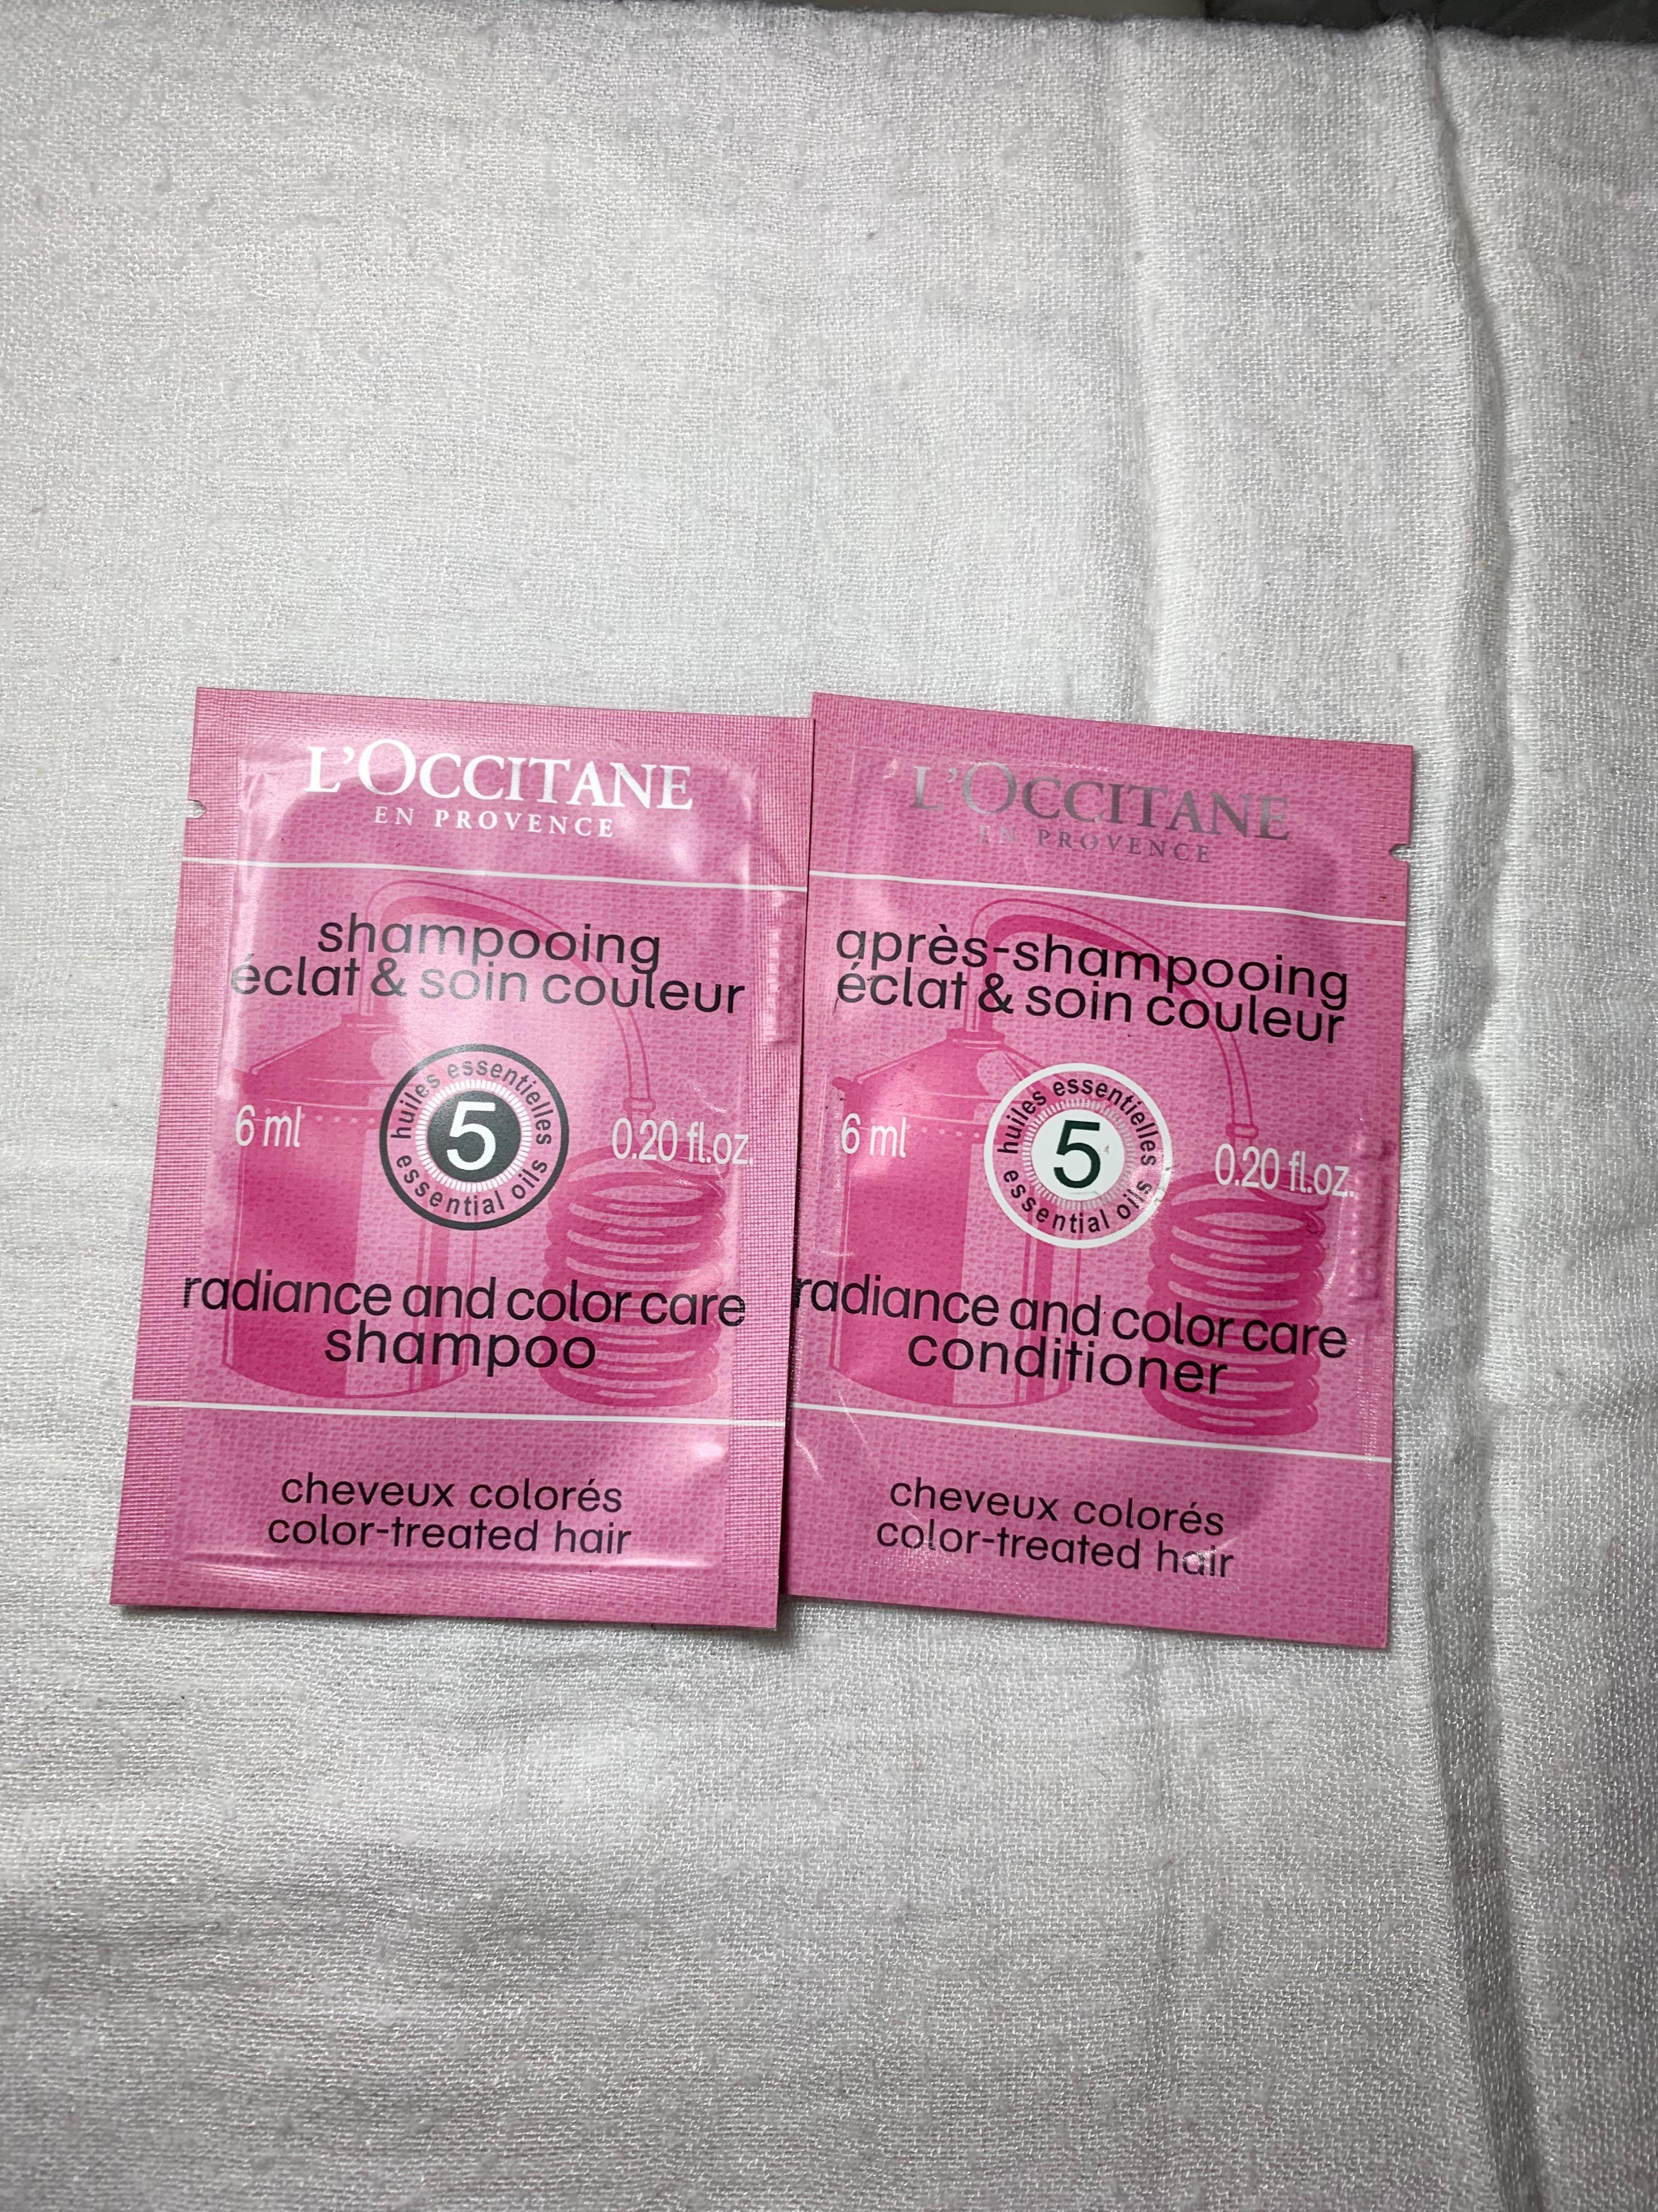 L'OCCITANE
EN PROVENCE
shampooing
éclat & soin couleur
6 ml
huiles essentielles
5
essential oils
0.20 fl.oz.
radiance and color care
shampoo
cheveux colorés
color-treated hair
L'OCCITANE
EN PROVENCE
après-shampooing
éclat & soin couleur
6 ml
huiles essentielles
5
essential oils
0.20 fl.oz.
radiance and color care
conditioner
cheveux colorés
color-treated hair